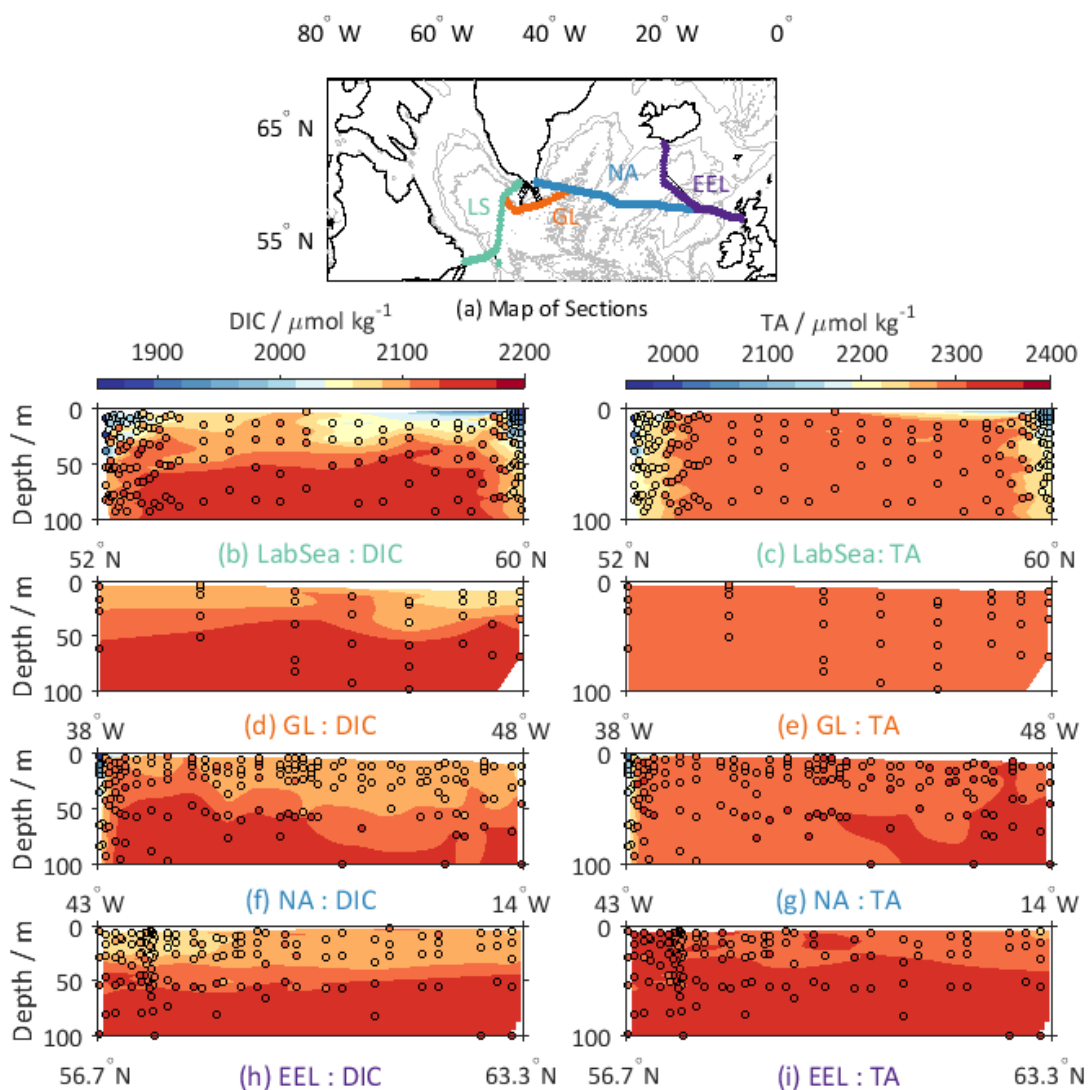 80° W 60° W 40° W 20° W 0°
65° N
55° N
LS
GL
NA
EEL
(a) Map of Sections
DIC / μmol kg⁻¹
1900 2000 2100 2200
TA / μmol kg⁻¹
2000 2100 2200 2300 2400
Depth / m
0
50
100
52° N
(b) LabSea : DIC
60° N
52° N
(c) LabSea: TA
60° N
Depth / m
0
50
100
38° W
(d) GL : DIC
48° W
38° W
(e) GL : TA
48° W
Depth / m
0
50
100
43° W
(f) NA : DIC
14° W
43° W
(g) NA : TA
14° W
Depth / m
0
50
100
56.7° N
(h) EEL : DIC
63.3° N
56.7° N
(i) EEL : TA
63.3° N